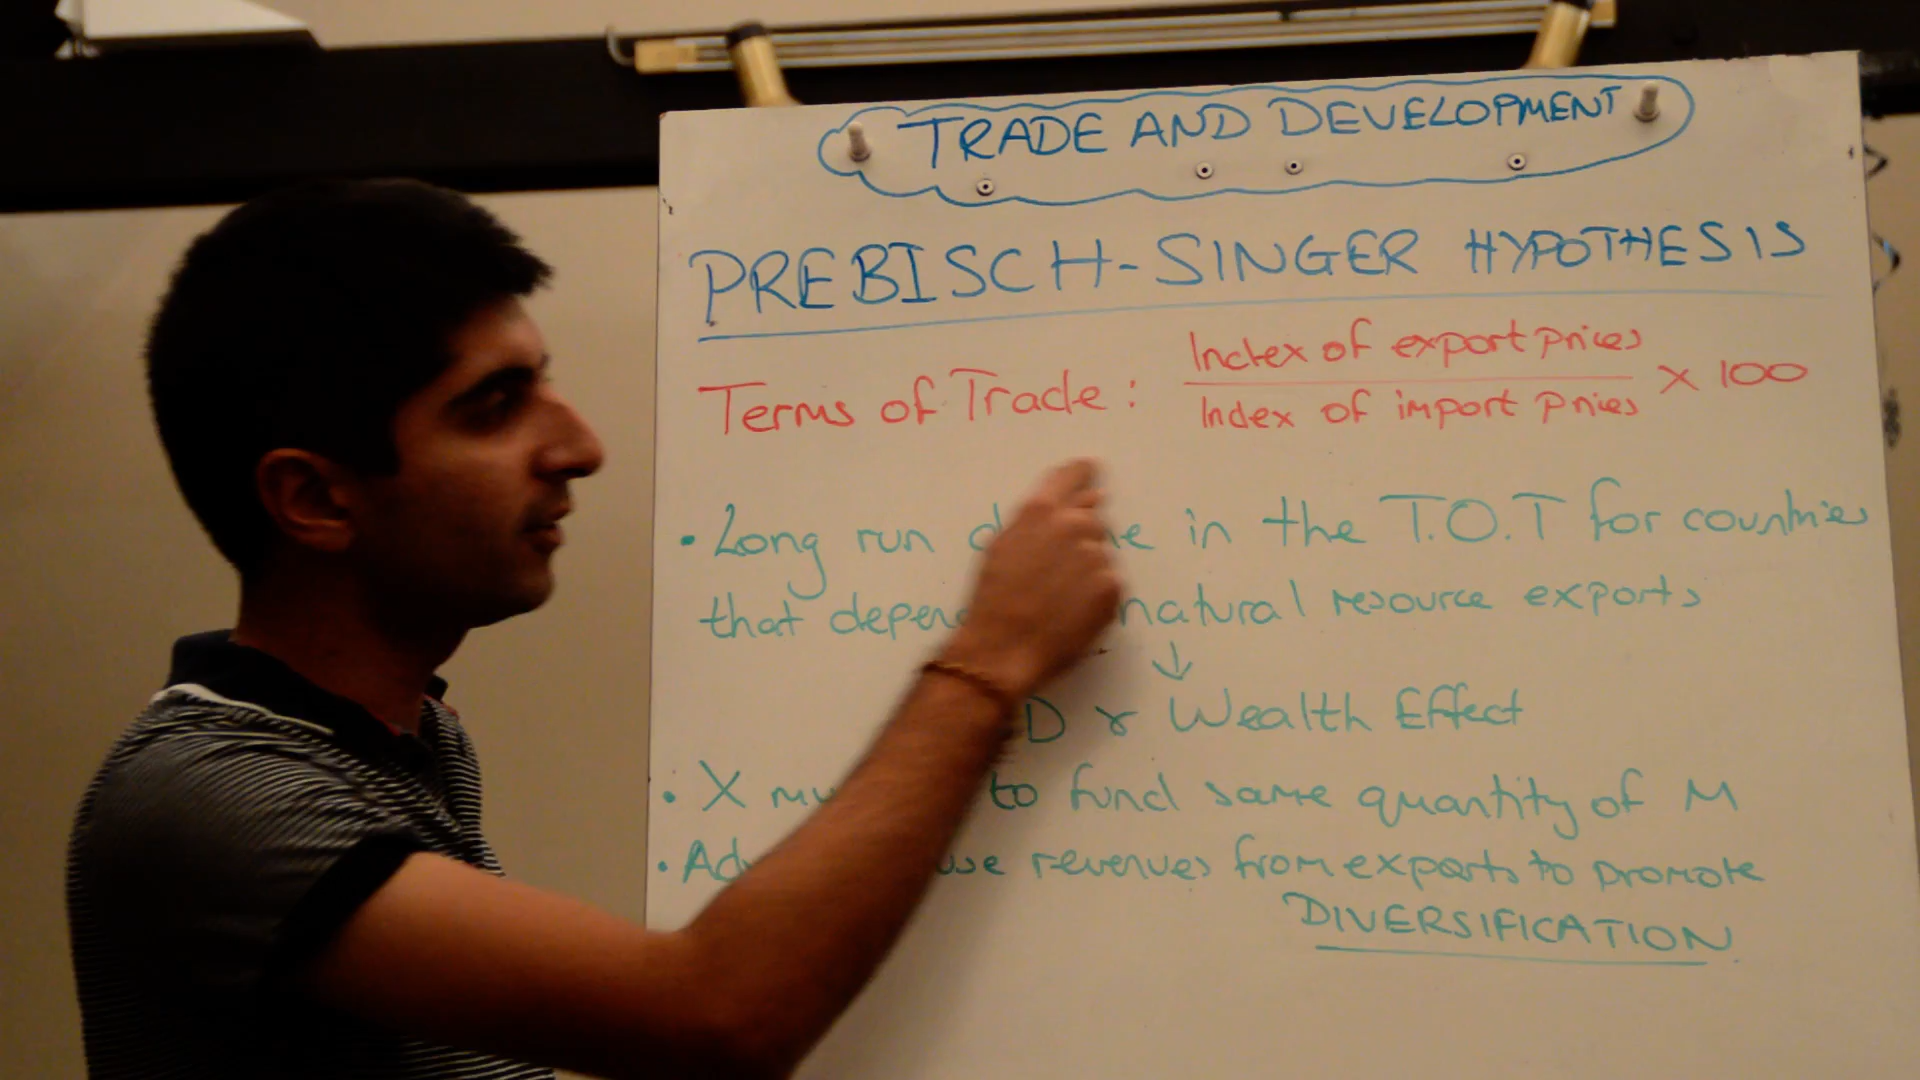 TRADE AND DEVELOPMENT
PREBISCH-SINGER HYPOTHESIS
Terms of Trade: Index of export prices
Index of import prices × 100
• Long run in the T.O.T for countries
that natural resource exports
↓
D & Wealth Effect
• X to fund same quantity of M
• use revenues from exports to promote
DIVERSIFICATION